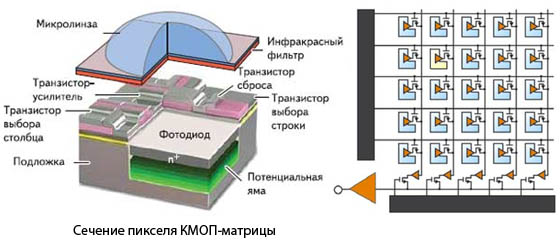 Микролинза
Инфракрасный
фильтр
Транзистор-
усилитель
Транзистор
сброса
Транзистор
выбора
столбца
Транзистор
выбора
строки
Фотодиод
n+
Подложка
Потенциальная
яма
Сечение пикселя КМОП-матрицы